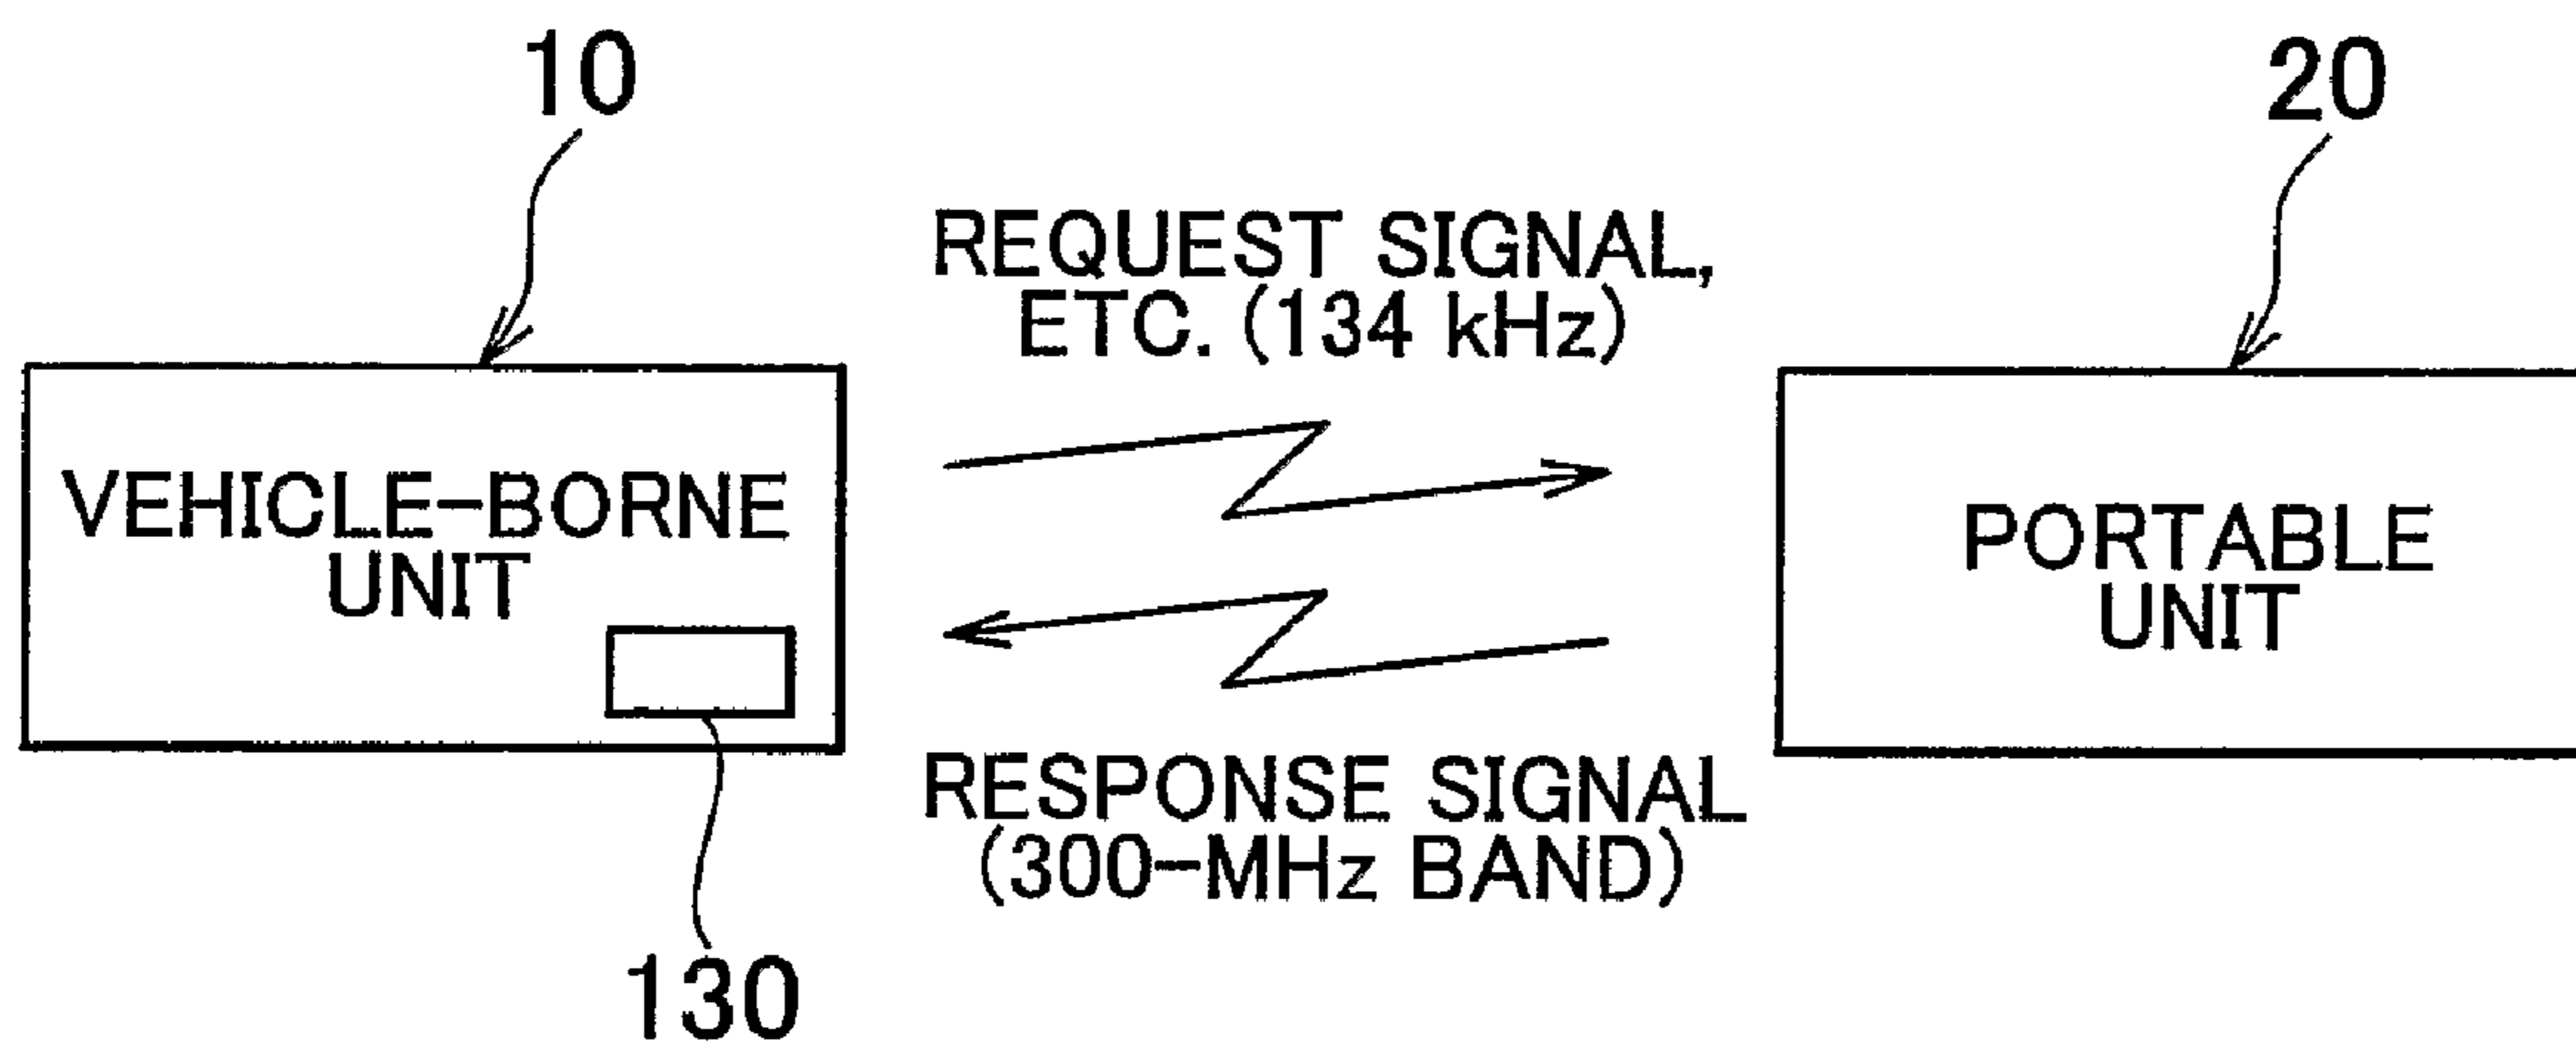 10
20
REQUEST SIGNAL,
ETC. (134 kHz)
VEHICLE-BORNE
UNIT
PORTABLE
UNIT
RESPONSE SIGNAL
(300-MHz BAND)
130